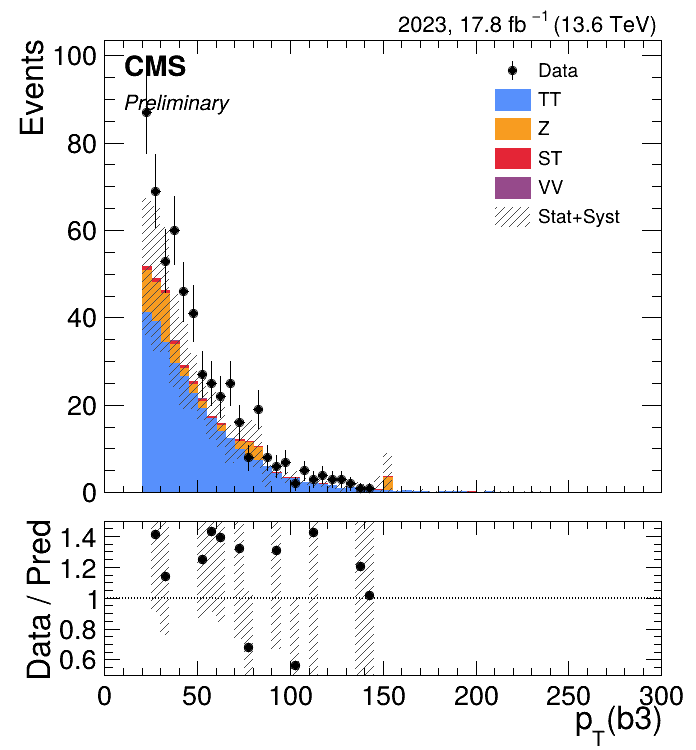 2023, 17.8 fb⁻¹ (13.6 TeV)
CMS
Preliminary
Events
100
80
60
40
20
0
Data
TT
Z
ST
VV
Stat+Syst
Data / Pred
1.4
1.2
1
0.8
0.6
0 50 100 150 200 250 300
p_T(b3)